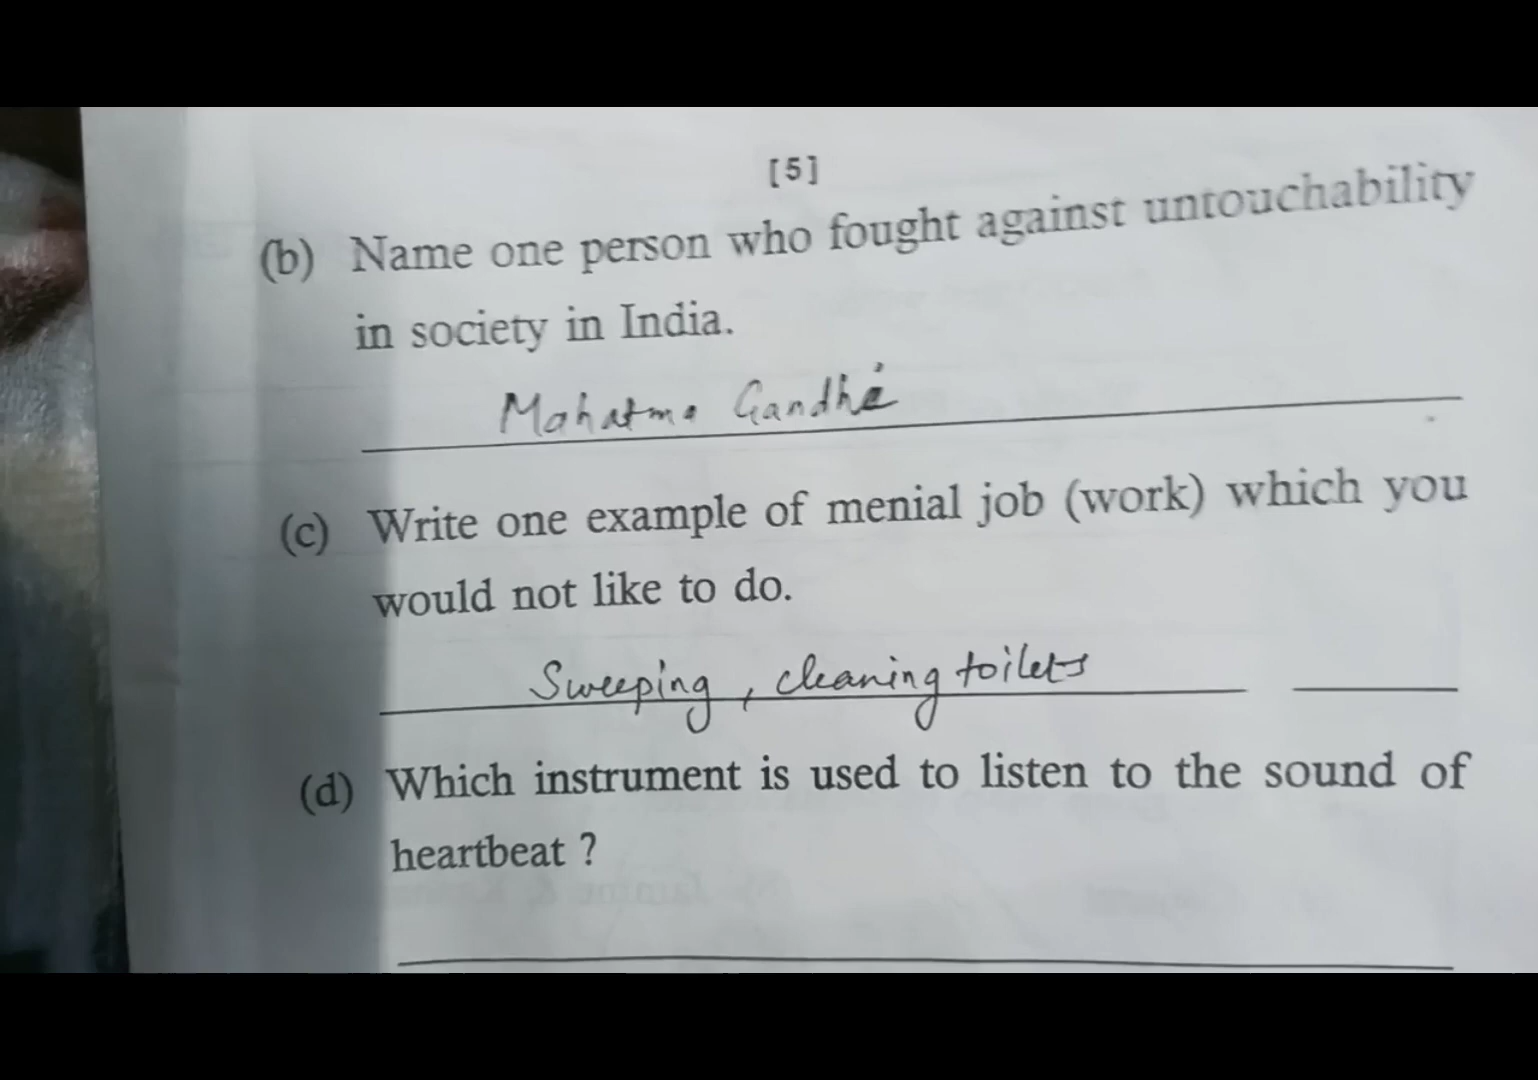 [5]
(b) Name one person who fought against untouchability
in society in India.
Mahatma Gandhi
(c) Write one example of menial job (work) which you
would not like to do.
Sweeping, cleaning toilets
(d) Which instrument is used to listen to the sound of
heartbeat ?